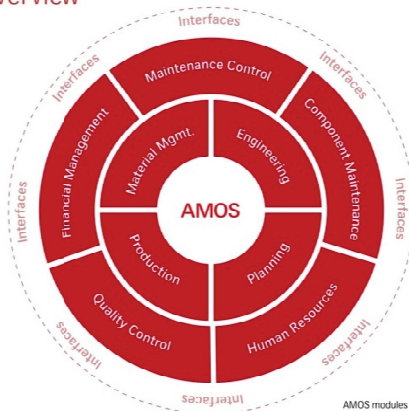 Interfaces
Interfaces
Interfaces
Maintenance Control
Financial Management
Component Maintenance
Material Mgmt.
Engineering
Interfaces
AMOS
Interfaces
Production
Planning
Quality Control
Human Resources
Interfaces
Interfaces
Interfaces
AMOS modules